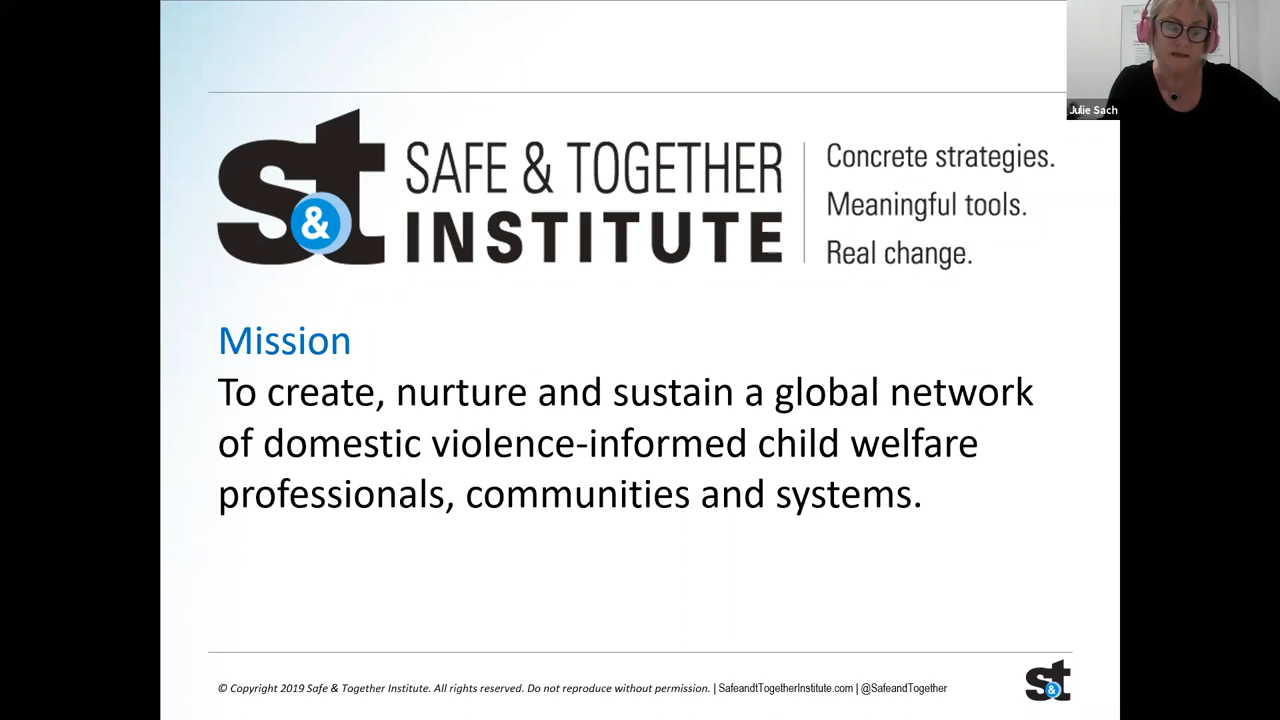 s&t
SAFE & TOGETHER
INSTITUTE
Concrete strategies.
Meaningful tools.
Real change.
Julie Sach
Mission
To create, nurture and sustain a global network
of domestic violence-informed child welfare
professionals, communities and systems.
© Copyright 2019 Safe & Together Institute. All rights reserved. Do not reproduce without permission. | SafeandtTogetherInstitute.com | @SafeandTogether
s&t